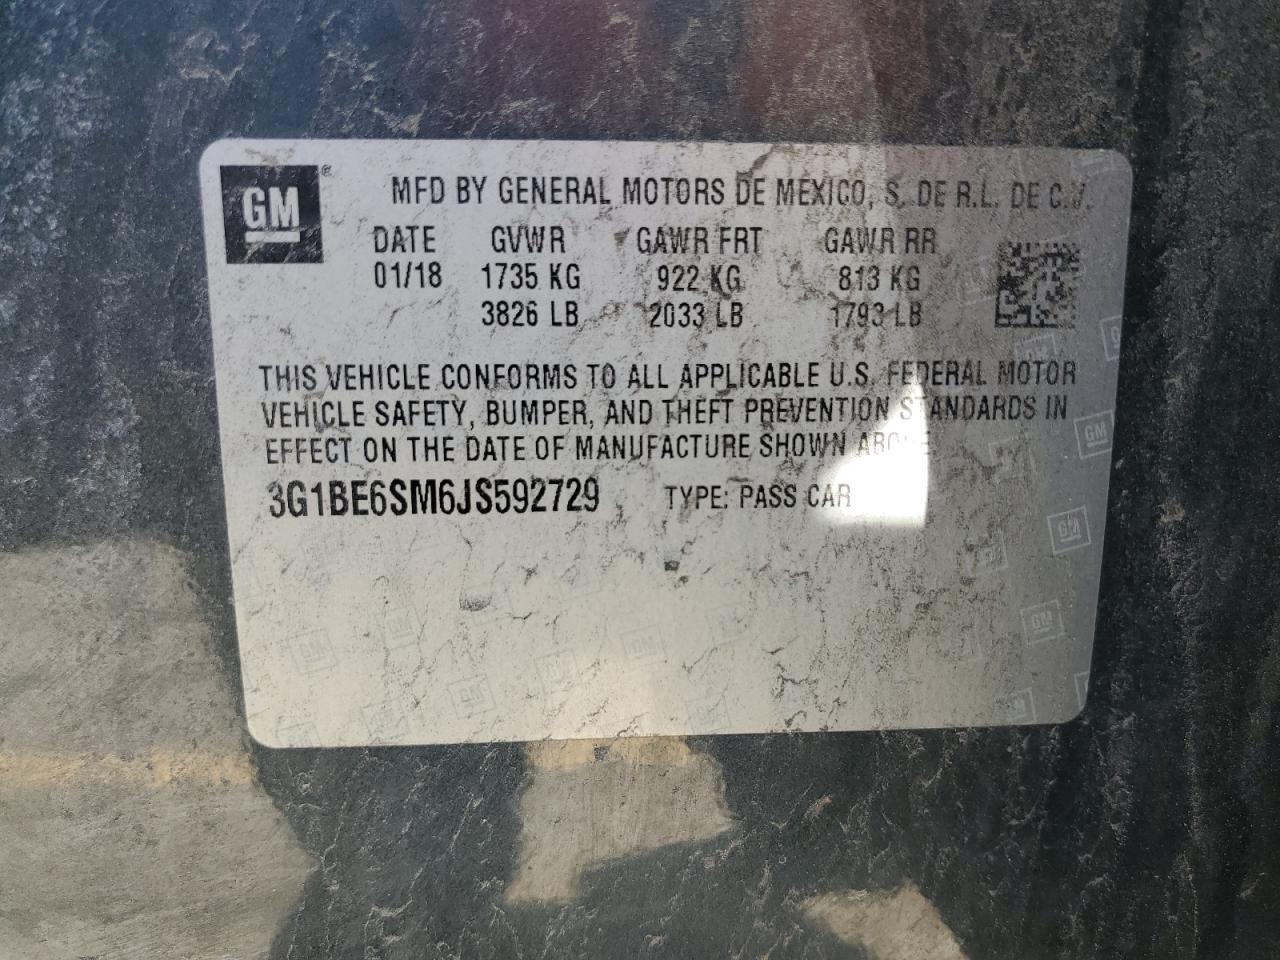 GM®
MFD BY GENERAL MOTORS DE MEXICO, S. DE R.L. DE C.V.
DATE GVWR GAWR FRT GAWR RR
01/18 1735 KG 922 KG 813 KG
3826 LB 2033 LB 1793 LB
THIS VEHICLE CONFORMS TO ALL APPLICABLE U.S. FEDERAL MOTOR
VEHICLE SAFETY, BUMPER, AND THEFT PREVENTION STANDARDS IN
EFFECT ON THE DATE OF MANUFACTURE SHOWN ABOVE.
3G1BE6SM6JS592729 TYPE: PASS CAR